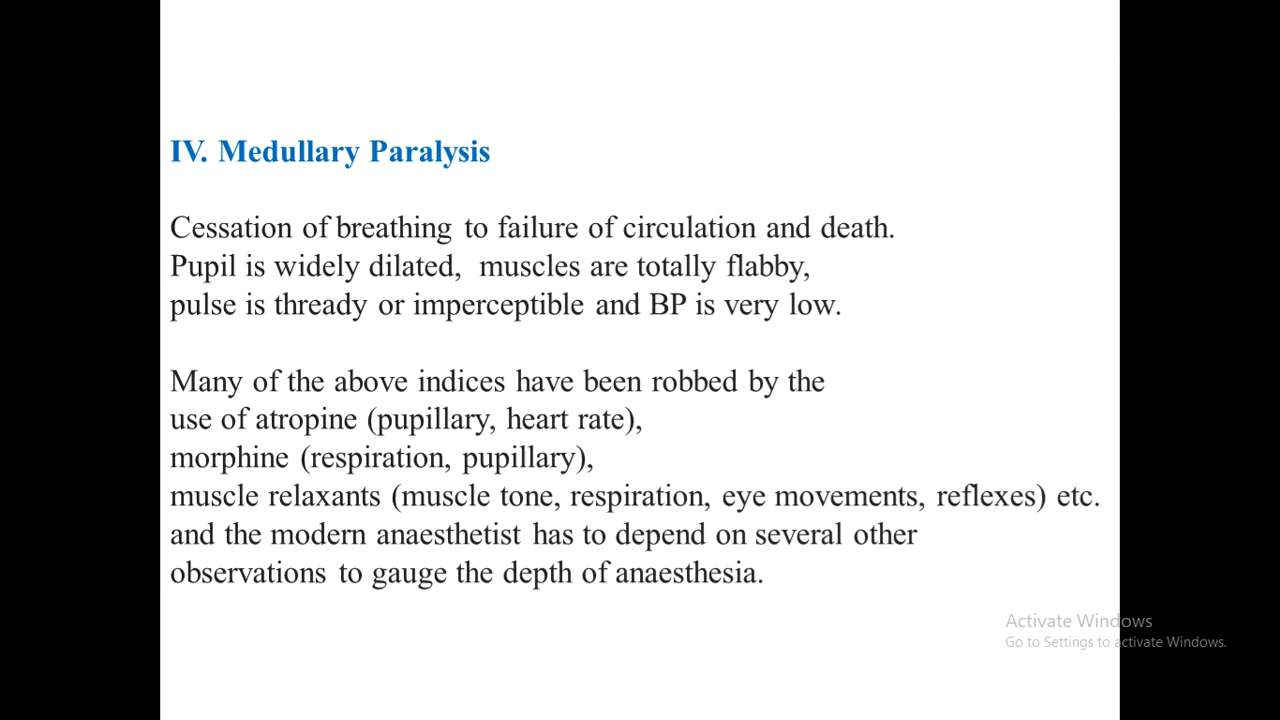 IV. Medullary Paralysis
Cessation of breathing to failure of circulation and death.
Pupil is widely dilated, muscles are totally flabby,
pulse is thready or imperceptible and BP is very low.
Many of the above indices have been robbed by the
use of atropine (pupillary, heart rate),
morphine (respiration, pupillary),
muscle relaxants (muscle tone, respiration, eye movements, reflexes) etc.
and the modern anaesthetist has to depend on several other
observations to gauge the depth of anaesthesia.
Activate Windows
Go to Settings to activate Windows.